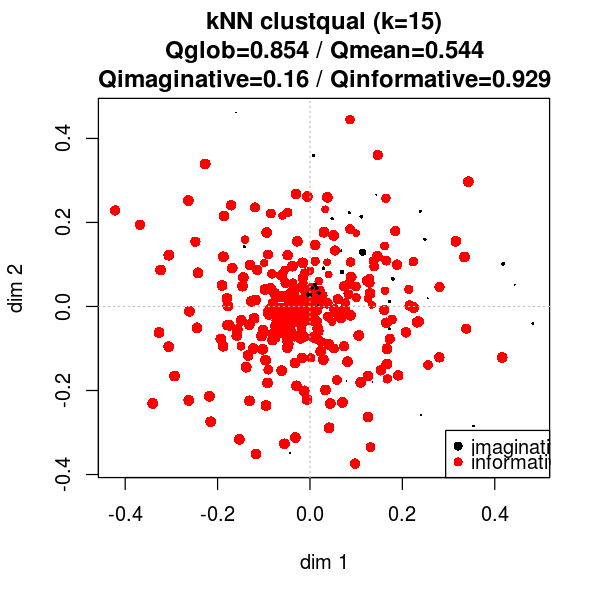 kNN clustqual (k=15)
Qglob=0.854 / Qmean=0.544
Qimaginative=0.16 / Qinformative=0.929
dim 2
0.4
0.2
0.0
-0.2
-0.4
-0.4 -0.2 0.0 0.2 0.4
dim 1
imaginati
informati